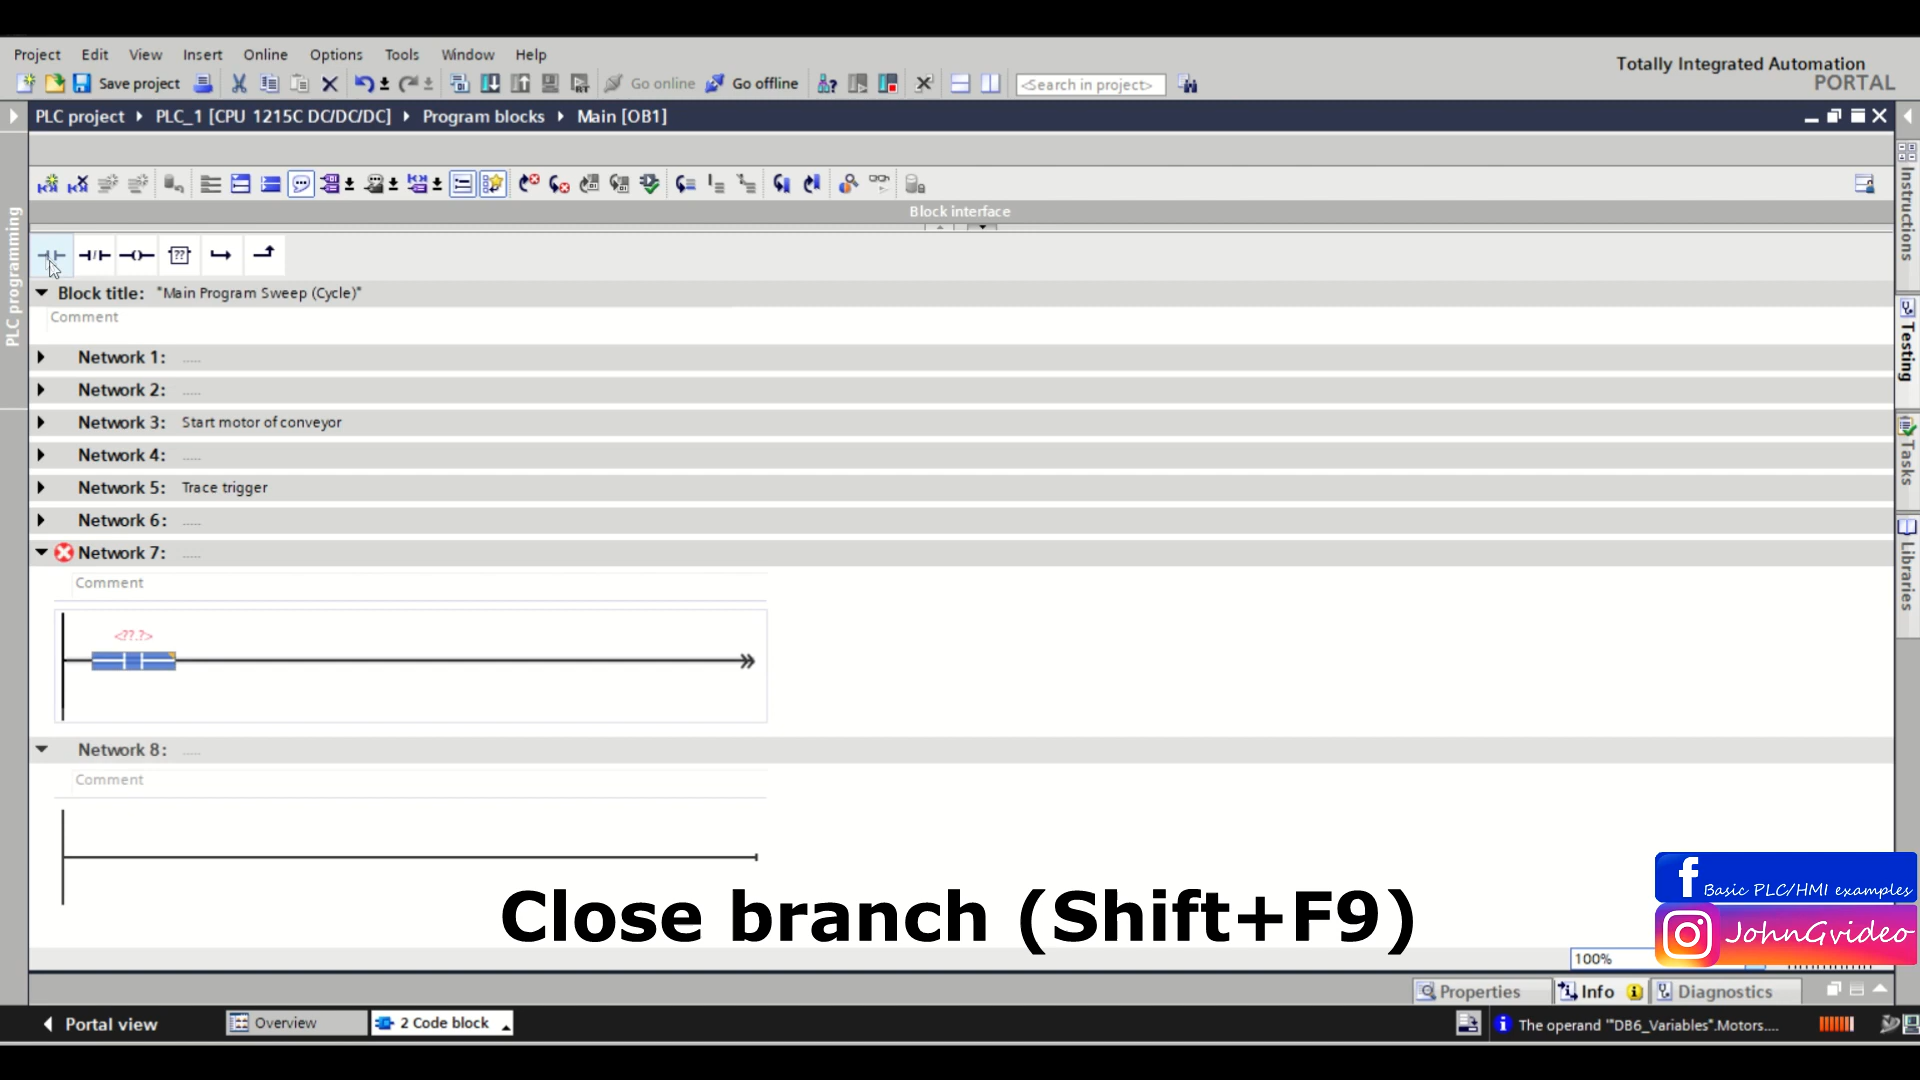 Project Edit View Insert Online Options Tools Window Help
Totally Integrated Automation
PORTAL
Save project Go online Go offline <Search in project>
PLC project PLC_1 [CPU 1215C DC/DC/DC] Program blocks Main [OB1]
Block interface
??
Block title: "Main Program Sweep (Cycle)"
Comment
Network 1: .....
Network 2: .....
Network 3: Start motor of conveyor
Network 4: .....
Network 5: Trace trigger
Network 6: .....
Network 7: .....
Comment
<??.?>
Network 8: .....
Comment
Close branch (Shift+F9)
PLC programming
Instructions
Testing
Tasks
Libraries
Basic PLC/HMI examples
JohnGvideo
100%
Properties Info Diagnostics
Portal view Overview 2 Code block The operand '"DB6_Variables".Motors....